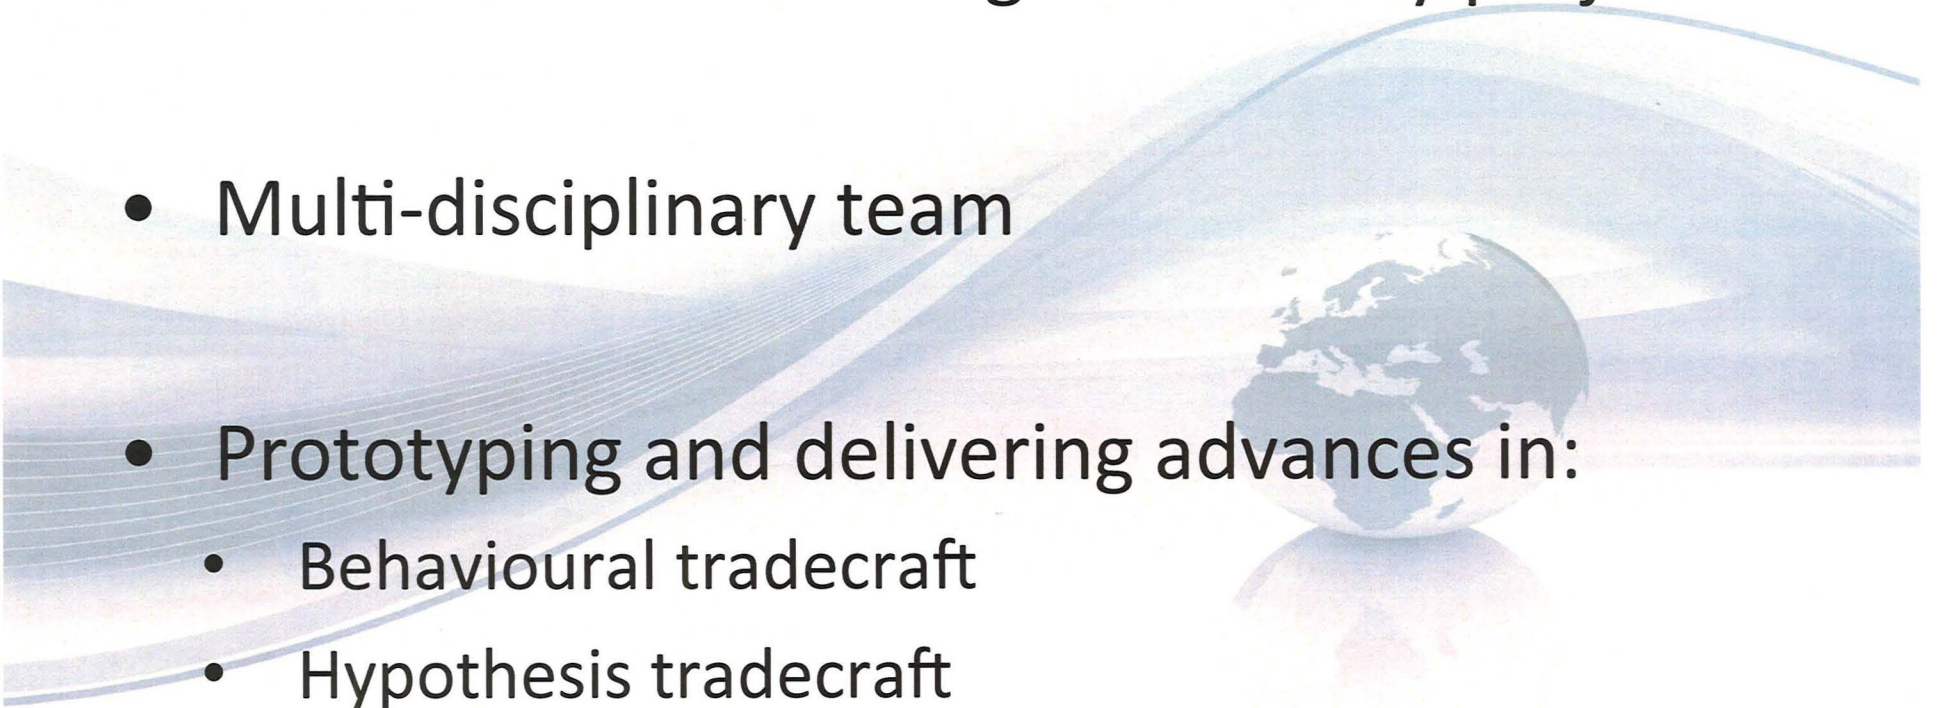 • Multi-disciplinary team
• Prototyping and delivering advances in:
• Behavioural tradecraft
• Hypothesis tradecraft